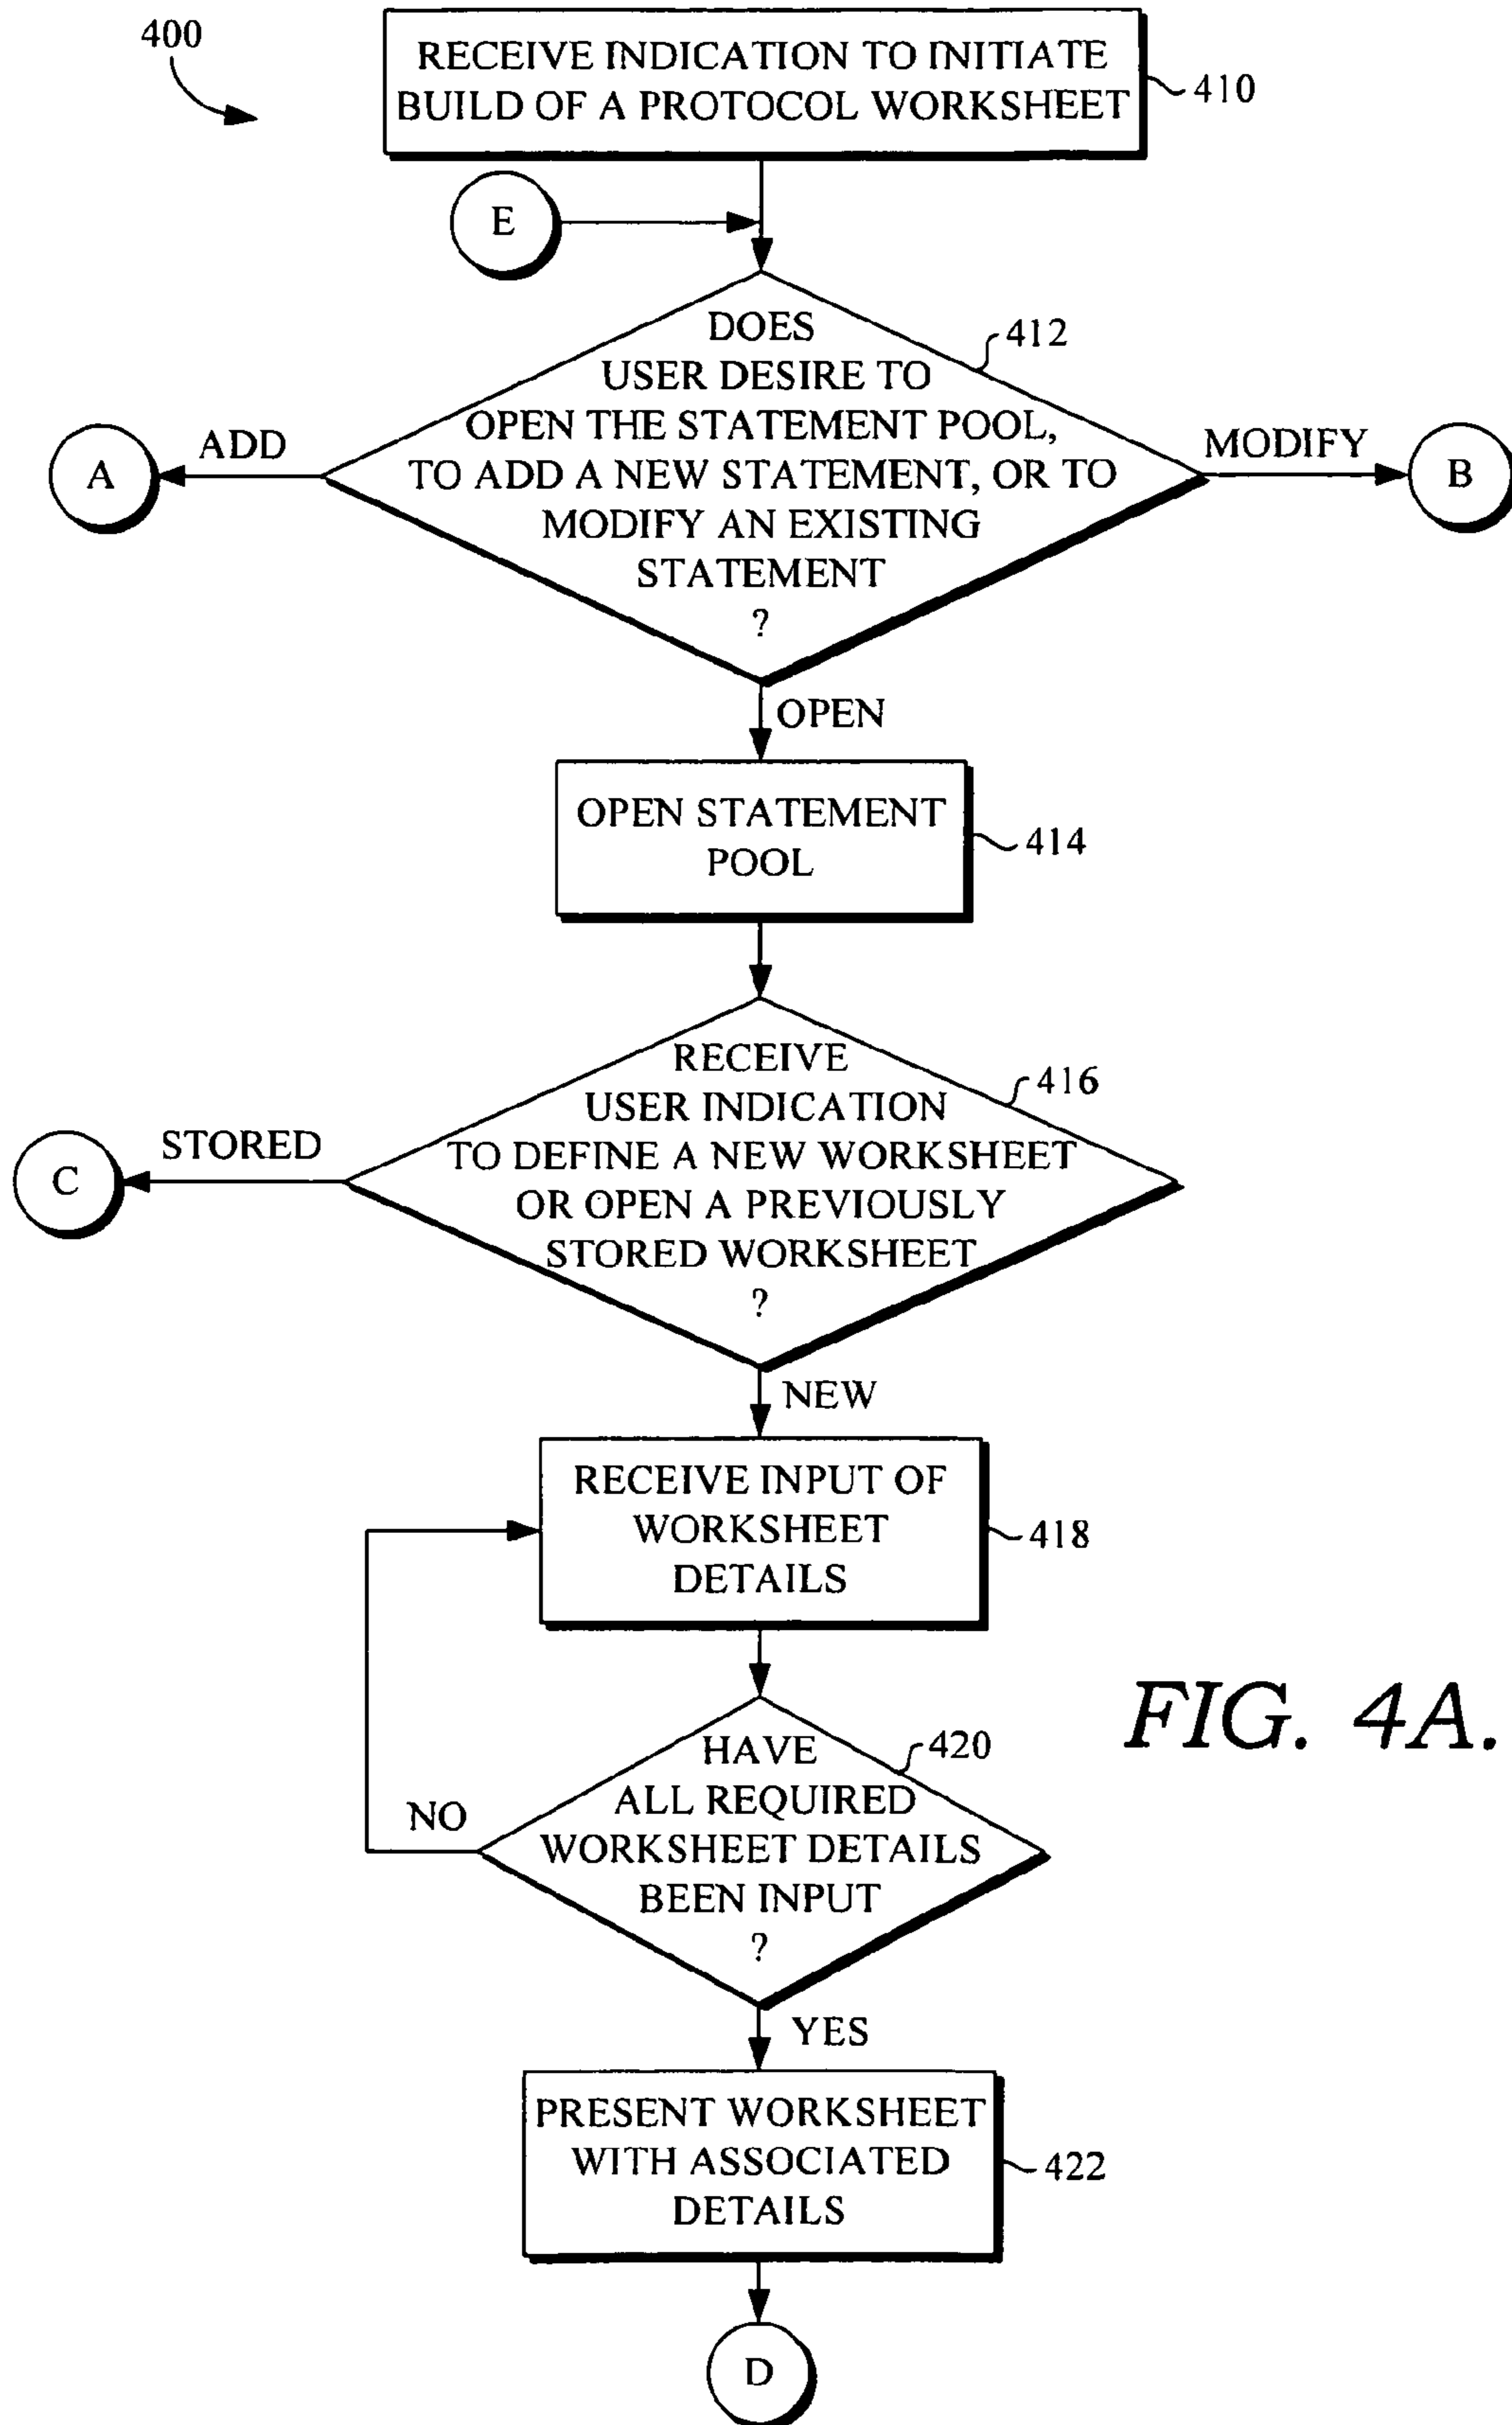 400
RECEIVE INDICATION TO INITIATE
BUILD OF A PROTOCOL WORKSHEET
410
E
DOES
USER DESIRE TO
OPEN THE STATEMENT POOL,
TO ADD A NEW STATEMENT, OR TO
MODIFY AN EXISTING
STATEMENT
?
412
ADD
A
MODIFY
B
OPEN
OPEN STATEMENT
POOL
414
RECEIVE
USER INDICATION
TO DEFINE A NEW WORKSHEET
OR OPEN A PREVIOUSLY
STORED WORKSHEET
?
416
STORED
C
NEW
RECEIVE INPUT OF
WORKSHEET
DETAILS
418
HAVE
ALL REQUIRED
WORKSHEET DETAILS
BEEN INPUT
?
420
NO
FIG. 4A.
YES
PRESENT WORKSHEET
WITH ASSOCIATED
DETAILS
422
D